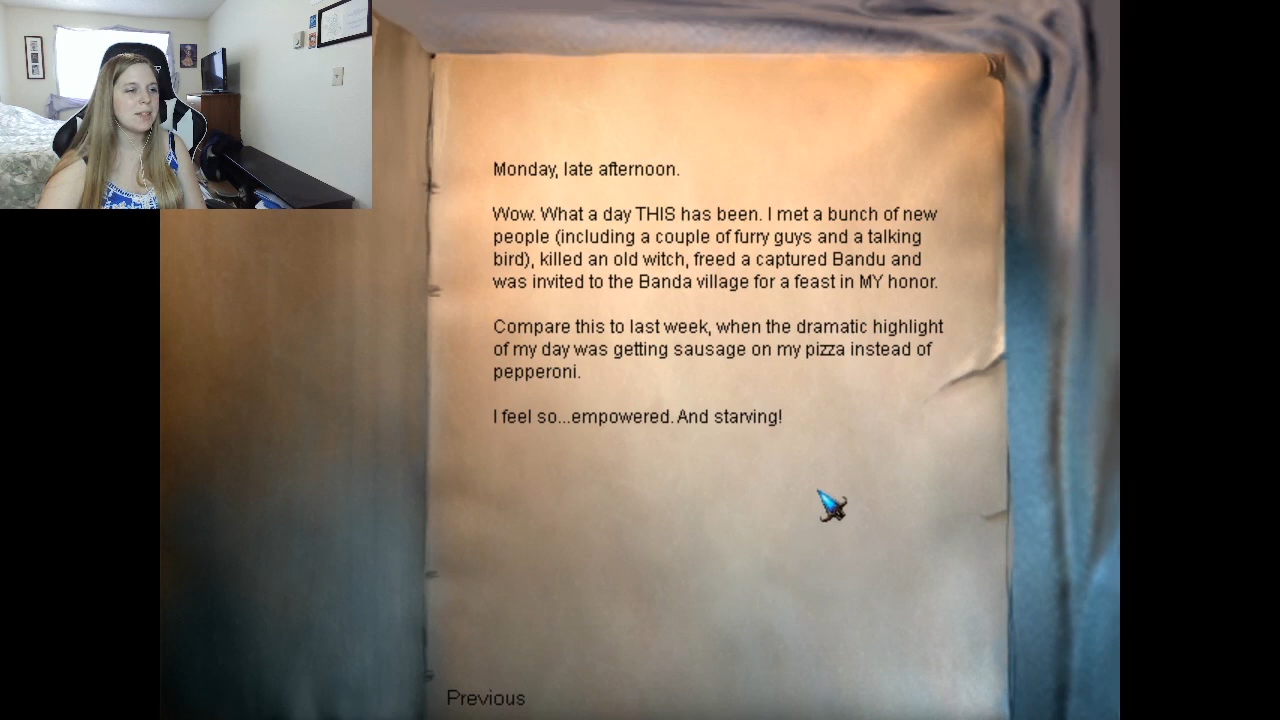 Monday, late afternoon.
Wow. What a day THIS has been. I met a bunch of new
people (including a couple of furry guys and a talking
bird), killed an old witch, freed a captured Bandu and
was invited to the Banda village for a feast in MY honor.
Compare this to last week, when the dramatic highlight
of my day was getting sausage on my pizza instead of
pepperoni.
I feel so...empowered. And starving!
Previous